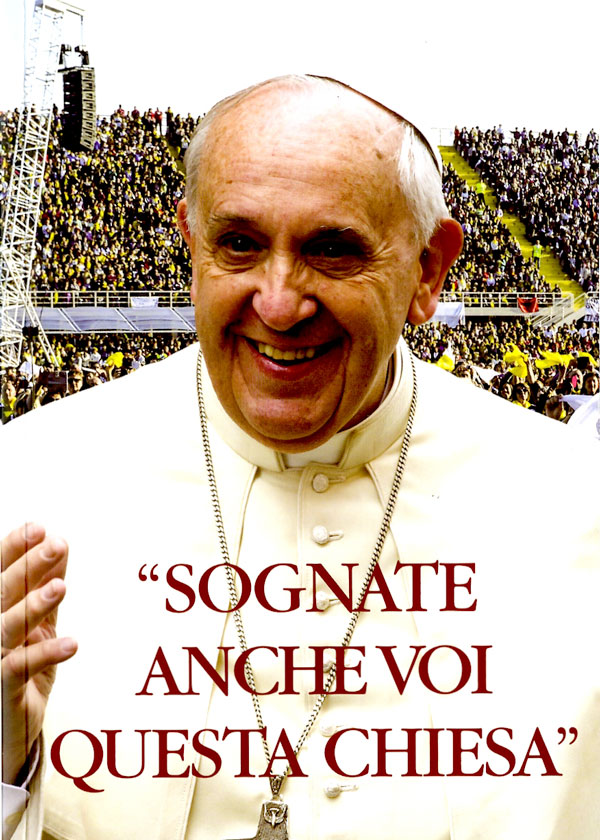 “SOGNATE
ANCHE VOI
QUESTA CHIESA”